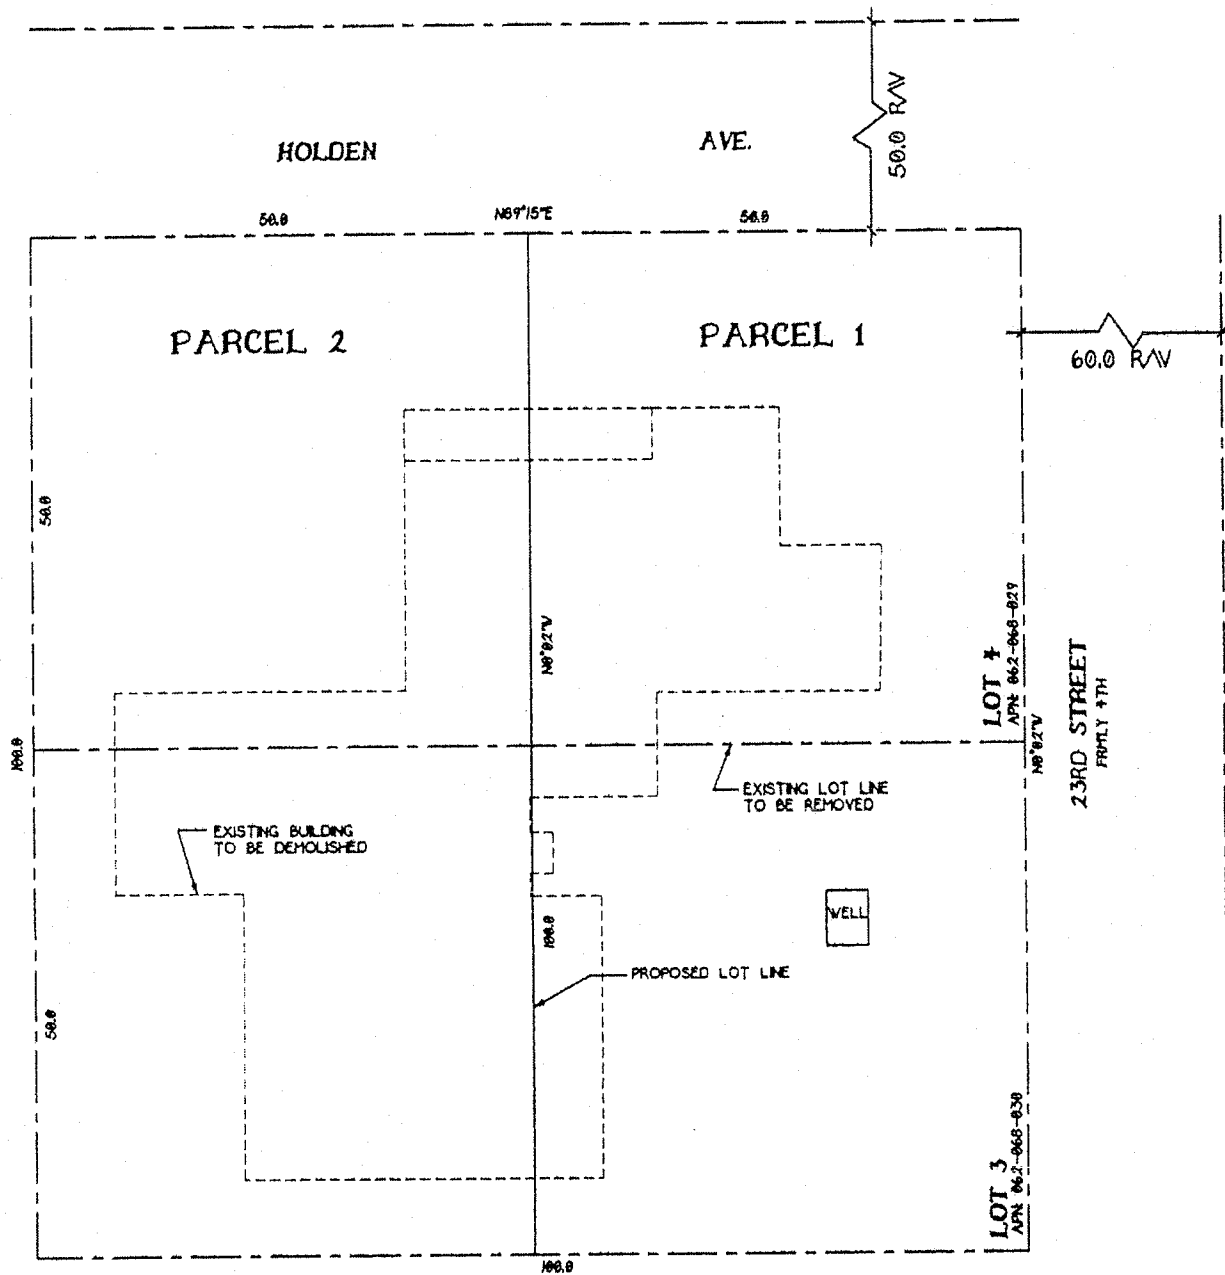 50.0 R/W
HOLDEN AVE.
50.0
N89°15'E
50.0
PARCEL 2
PARCEL 1
60.0 R/W
50.0
N0°02'W
LOT 4
APN: 062-068-029
23RD STREET
FRMLY 4TH
N0°02'W
100.0
EXISTING LOT LINE
TO BE REMOVED
EXISTING BUILDING
TO BE DEMOLISHED
WELL
100.0
PROPOSED LOT LINE
50.0
LOT 3
APN: 062-068-030
100.0